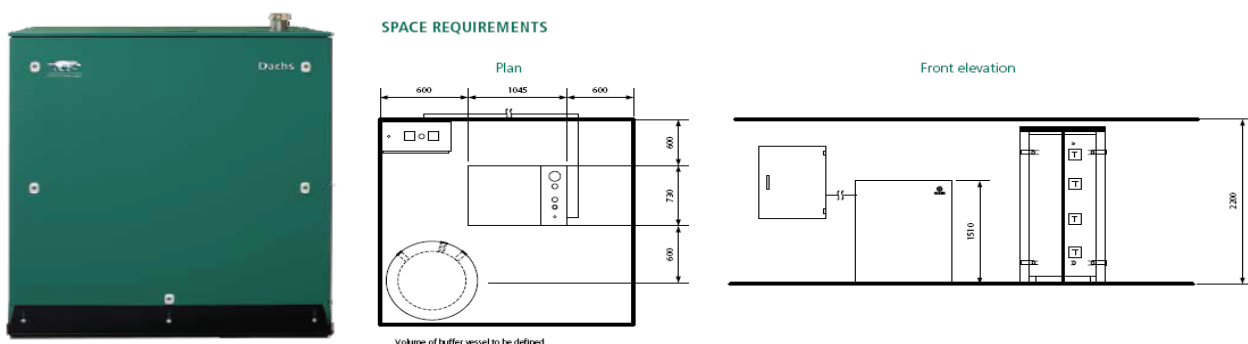 Dachs
SPACE REQUIREMENTS
Plan
Front elevation
600 1045 600
600
730
600
1510
2200
T
T
T
T
Volume of buffer vessel to be defined